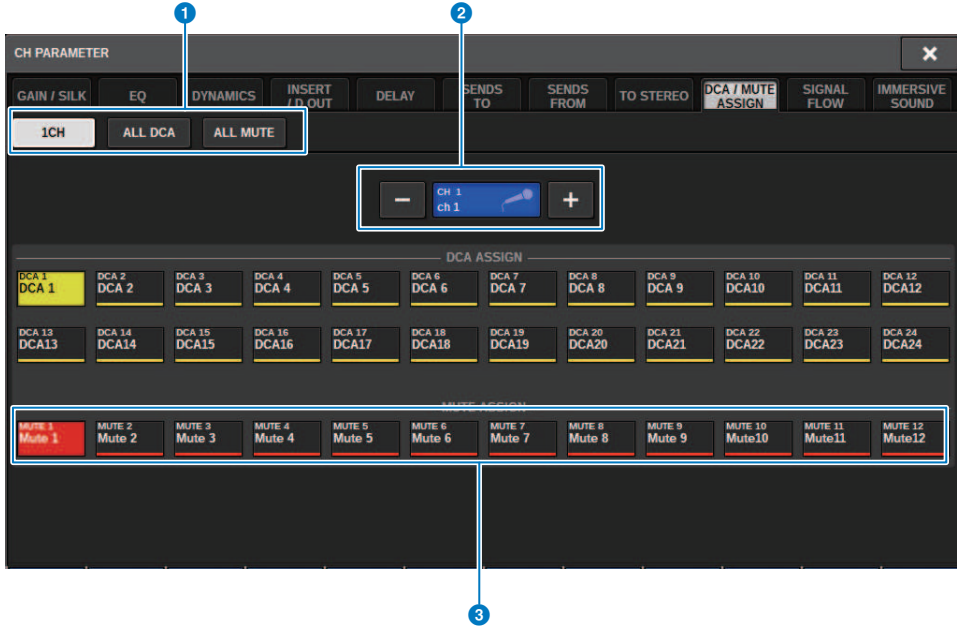 1
2
CH PARAMETER
×
GAIN / SILK
EQ
DYNAMICS
INSERT
/ D.OUT
DELAY
SENDS
TO
SENDS
FROM
TO STEREO
DCA / MUTE
ASSIGN
SIGNAL
FLOW
IMMERSIVE
SOUND
1CH
ALL DCA
ALL MUTE
−
CH 1
ch 1
+
DCA ASSIGN
DCA 1
DCA 1
DCA 2
DCA 2
DCA 3
DCA 3
DCA 4
DCA 4
DCA 5
DCA 5
DCA 6
DCA 6
DCA 7
DCA 7
DCA 8
DCA 8
DCA 9
DCA 9
DCA 10
DCA10
DCA 11
DCA11
DCA 12
DCA12
DCA 13
DCA13
DCA 14
DCA14
DCA 15
DCA15
DCA 16
DCA16
DCA 17
DCA17
DCA 18
DCA18
DCA 19
DCA19
DCA 20
DCA20
DCA 21
DCA21
DCA 22
DCA22
DCA 23
DCA23
DCA 24
DCA24
MUTE ASSIGN
MUTE 1
Mute 1
MUTE 2
Mute 2
MUTE 3
Mute 3
MUTE 4
Mute 4
MUTE 5
Mute 5
MUTE 6
Mute 6
MUTE 7
Mute 7
MUTE 8
Mute 8
MUTE 9
Mute 9
MUTE 10
Mute10
MUTE 11
Mute11
MUTE 12
Mute12
3